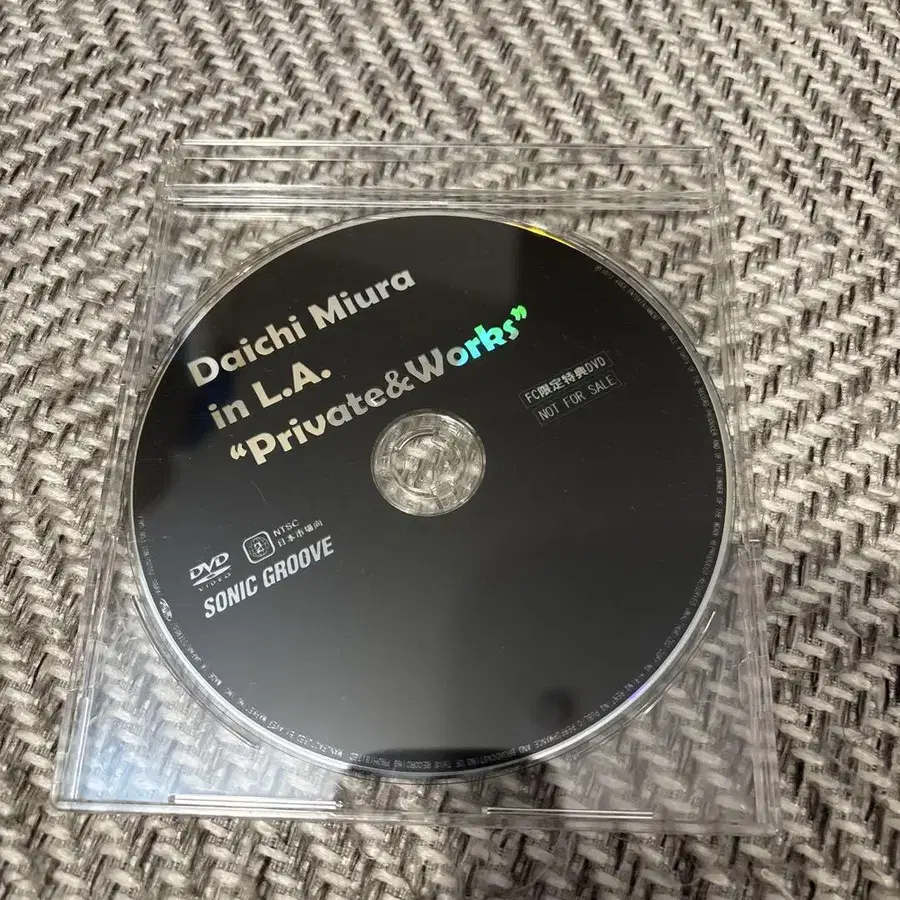 Daichi Miura
in L.A.
“Private&Works”
FC限定特典DVD
NOT FOR SALE
DVD
VIDEO
2
NTSC
日本市場向
SONIC GROOVE